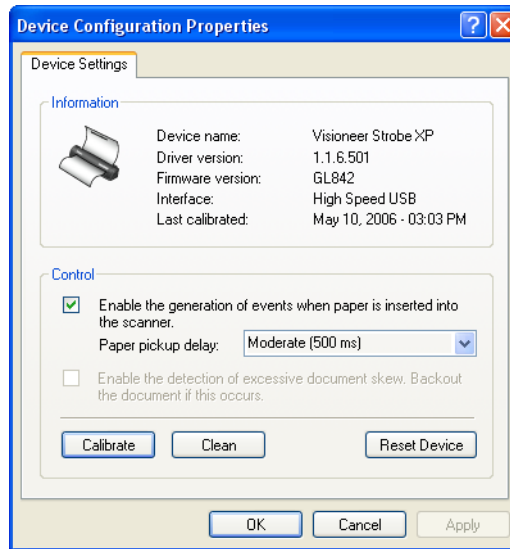 Device Configuration Properties
Device Settings
Information
Device name: Visioneer Strobe XP
Driver version: 1.1.6.501
Firmware version: GL842
Interface: High Speed USB
Last calibrated: May 10, 2006 - 03:03 PM
Control
Enable the generation of events when paper is inserted into
the scanner.
Paper pickup delay: Moderate (500 ms)
Enable the detection of excessive document skew. Backout
the document if this occurs.
Calibrate Clean Reset Device
OK Cancel Apply